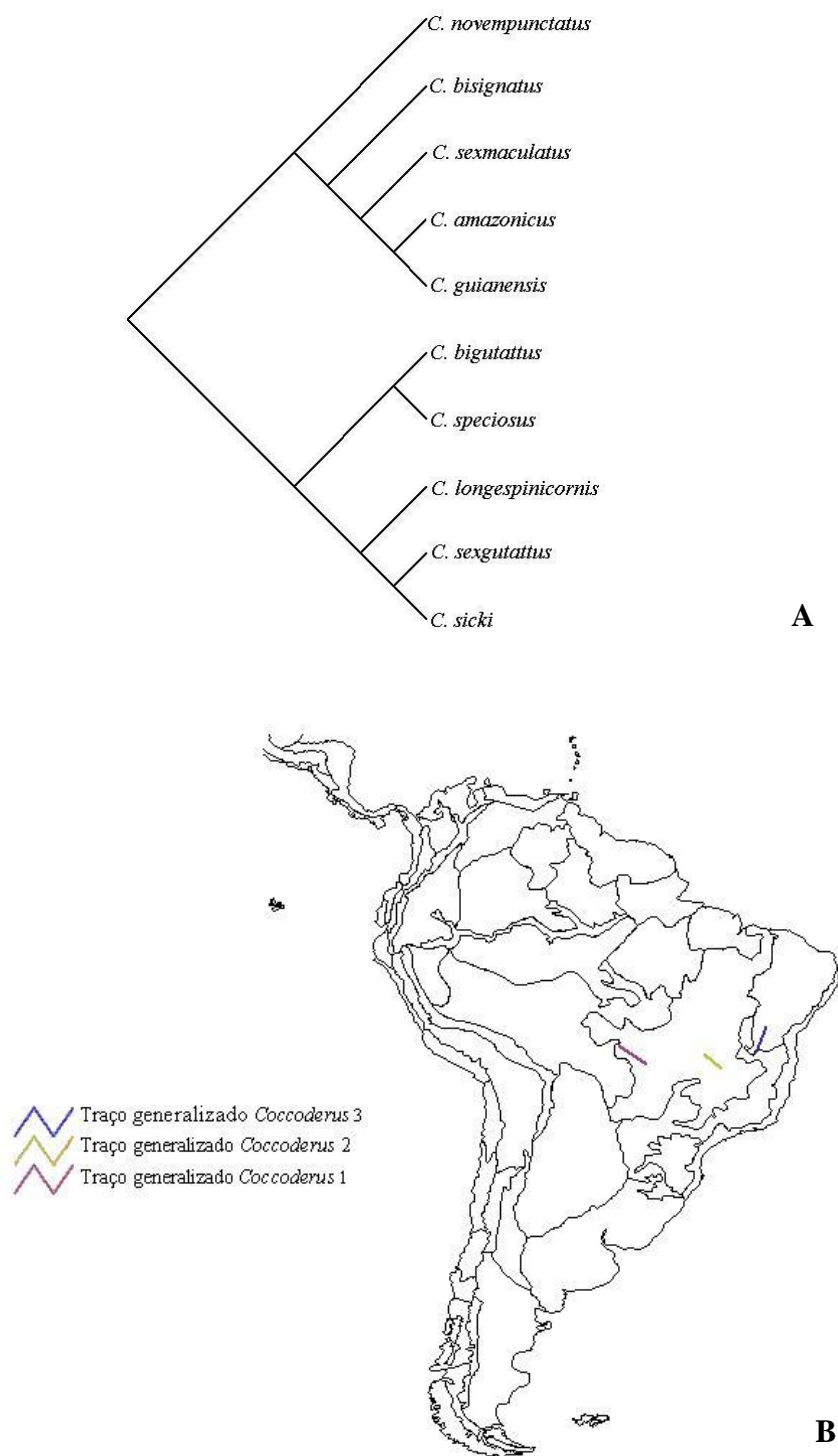 C. novempunctatus
C. bisignatus
C. sexmaculatus
C. amazonicus
C. guianensis
C. bigutattus
C. speciosus
C. longespinicornis
C. sexgutattus
C. sicki
A
Traço generalizado Coccoderus 3
Traço generalizado Coccoderus 2
Traço generalizado Coccoderus 1
B